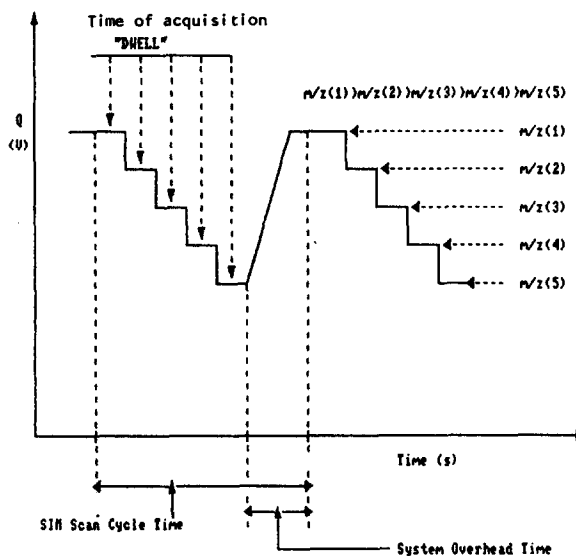 Time of acquisition
"DWELL"
m/z(1)>m/z(2)>m/z(3)>m/z(4)>m/z(5)
Q
(V)
m/z(1)
m/z(2)
m/z(3)
m/z(4)
m/z(5)
Time (s)
SIM Scan Cycle Time
System Overhead Time